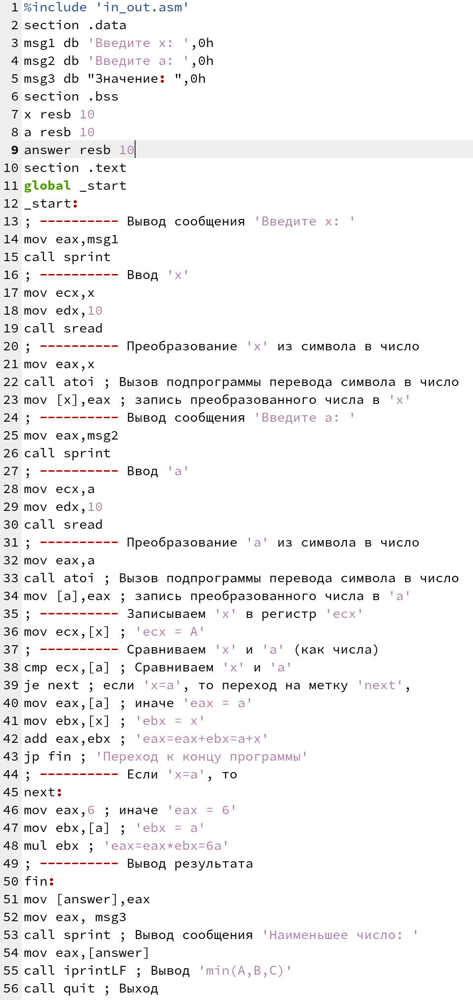 1 %include 'in_out.asm'
2 section .data
3 msg1 db 'Введите x: ',0h
4 msg2 db 'Введите a: ',0h
5 msg3 db "Значение: ",0h
6 section .bss
7 x resb 10
8 a resb 10
9 answer resb 10
10 section .text
11 global _start
12 _start:
13 ; ---------- Вывод сообщения 'Введите x: '
14 mov eax,msg1
15 call sprint
16 ; ---------- Ввод 'x'
17 mov ecx,x
18 mov edx,10
19 call sread
20 ; ---------- Преобразование 'x' из символа в число
21 mov eax,x
22 call atoi ; Вызов подпрограммы перевода символа в число
23 mov [x],eax ; запись преобразованного числа в 'x'
24 ; ---------- Вывод сообщения 'Введите a: '
25 mov eax,msg2
26 call sprint
27 ; ---------- Ввод 'a'
28 mov ecx,a
29 mov edx,10
30 call sread
31 ; ---------- Преобразование 'a' из символа в число
32 mov eax,a
33 call atoi ; Вызов подпрограммы перевода символа в число
34 mov [a],eax ; запись преобразованного числа в 'a'
35 ; ---------- Записываем 'x' в регистр 'ecx'
36 mov ecx,[x] ; 'ecx = A'
37 ; ---------- Сравниваем 'x' и 'a' (как числа)
38 cmp ecx,[a] ; Сравниваем 'x' и 'a'
39 je next ; если 'x=a', то переход на метку 'next',
40 mov eax,[a] ; иначе 'eax = a'
41 mov ebx,[x] ; 'ebx = x'
42 add eax,ebx ; 'eax=eax+ebx=a+x'
43 jp fin ; 'Переход к концу программы'
44 ; ---------- Если 'x=a', то
45 next:
46 mov eax,6 ; иначе 'eax = 6'
47 mov ebx,[a] ; 'ebx = a'
48 mul ebx ; 'eax=eax*ebx=6a'
49 ; ---------- Вывод результата
50 fin:
51 mov [answer],eax
52 mov eax, msg3
53 call sprint ; Вывод сообщения 'Наименьшее число: '
54 mov eax,[answer]
55 call iprintLF ; Вывод 'min(A,B,C)'
56 call quit ; Выход